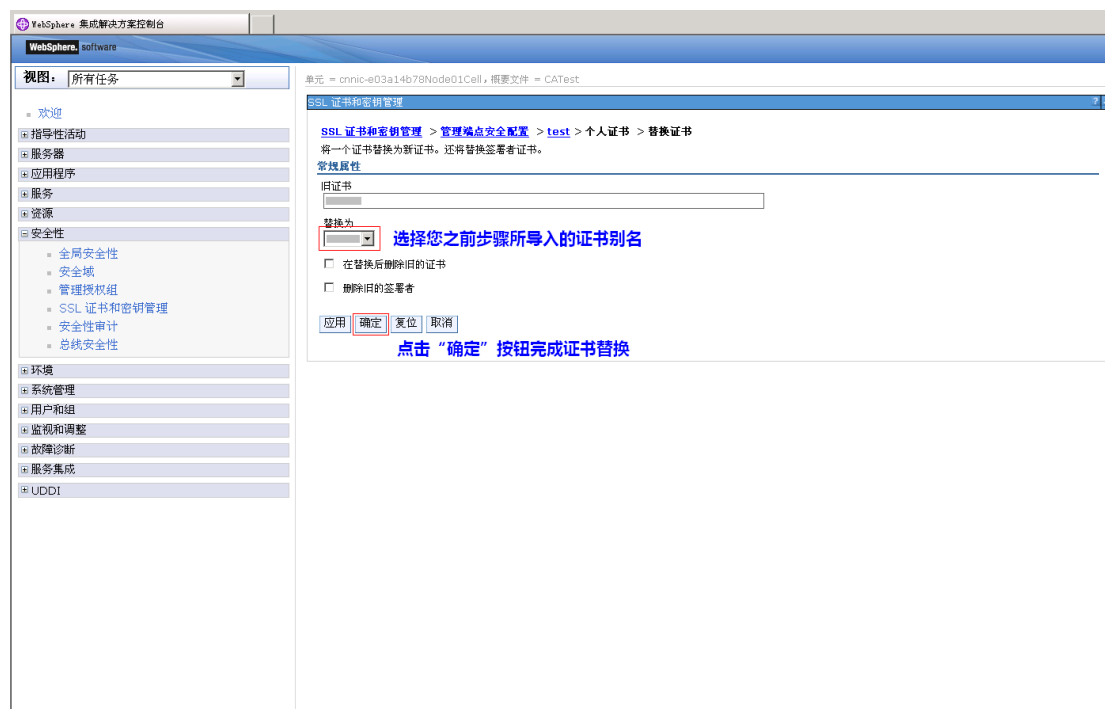 WebSphere 集成解决方案控制台
WebSphere. software
视图： 所有任务
欢迎
指导性活动
服务器
应用程序
服务
资源
安全性
全局安全性
安全域
管理授权组
SSL 证书和密钥管理
安全性审计
总线安全性
环境
系统管理
用户和组
监视和调整
故障诊断
服务集成
UDDI
单元 = cnnic-e03a14b78Node01Cell，概要文件 = CATest
SSL 证书和密钥管理 ?
SSL 证书和密钥管理 > 管理端点安全配置 > test > 个人证书 > 替换证书
将一个证书替换为新证书。还将替换签署者证书。
常规属性
旧证书
替换为
选择您之前步骤所导入的证书别名
在替换后删除旧的证书
删除旧的签署者
应用 确定 复位 取消
点击“确定”按钮完成证书替换